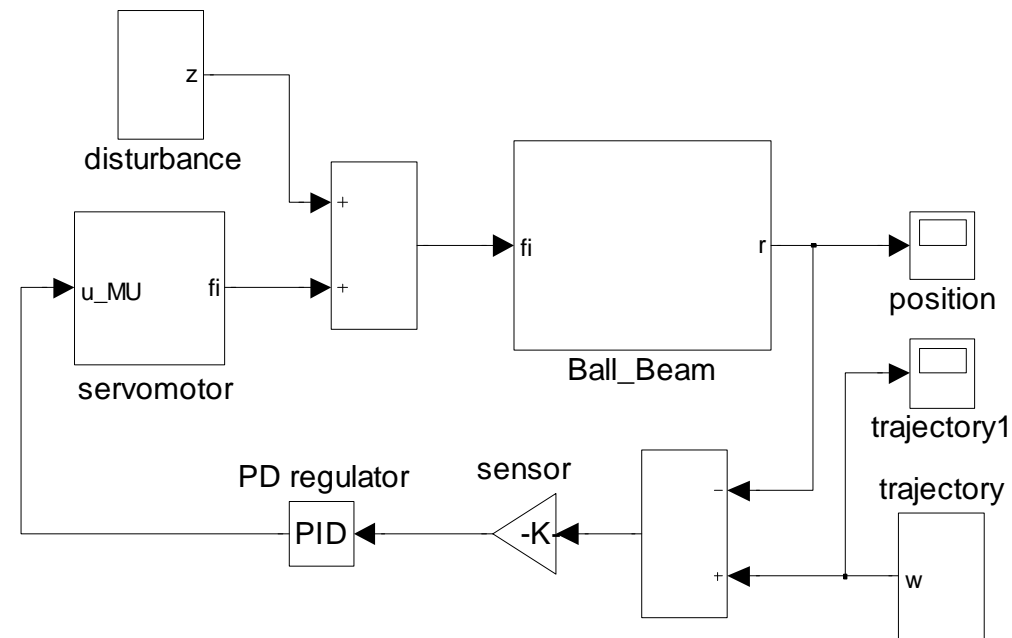 z
disturbance
+
u_MU
fi
+
servomotor
fi
r
Ball_Beam
position
trajectory1
PD regulator
PID
sensor
-K-
−
+
trajectory
w